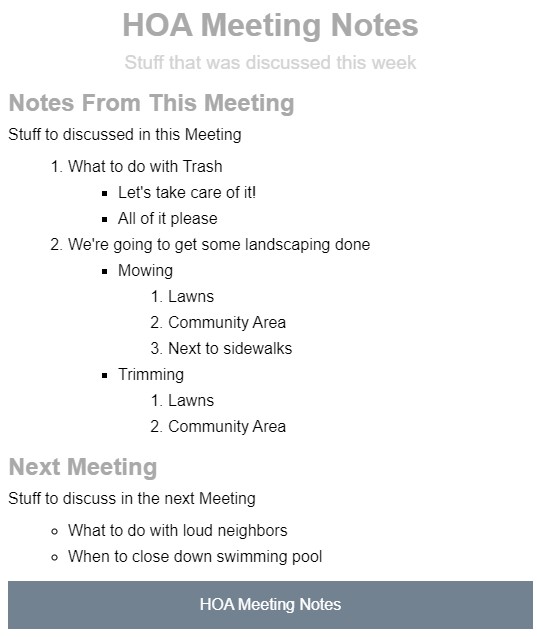 HOA Meeting Notes
Stuff that was discussed this week
Notes From This Meeting
Stuff to discussed in this Meeting
1. What to do with Trash
▪ Let's take care of it!
▪ All of it please
2. We're going to get some landscaping done
▪ Mowing
1. Lawns
2. Community Area
3. Next to sidewalks
▪ Trimming
1. Lawns
2. Community Area
Next Meeting
Stuff to discuss in the next Meeting
◦ What to do with loud neighbors
◦ When to close down swimming pool
HOA Meeting Notes